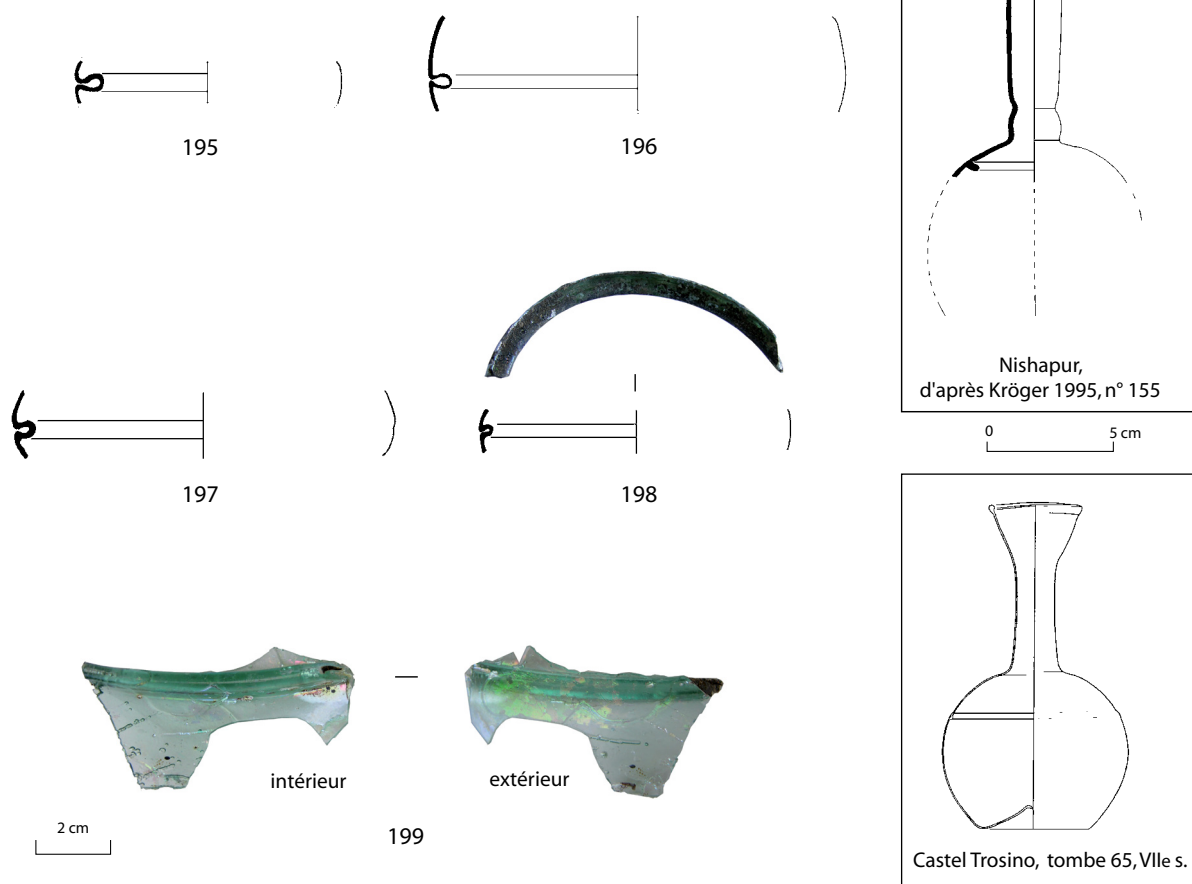 195
196
197
198
intérieur
extérieur
2 cm
199
Nishapur,
d'après Kröger 1995, n° 155
0
5 cm
Castel Trosino, tombe 65, VIIe s.